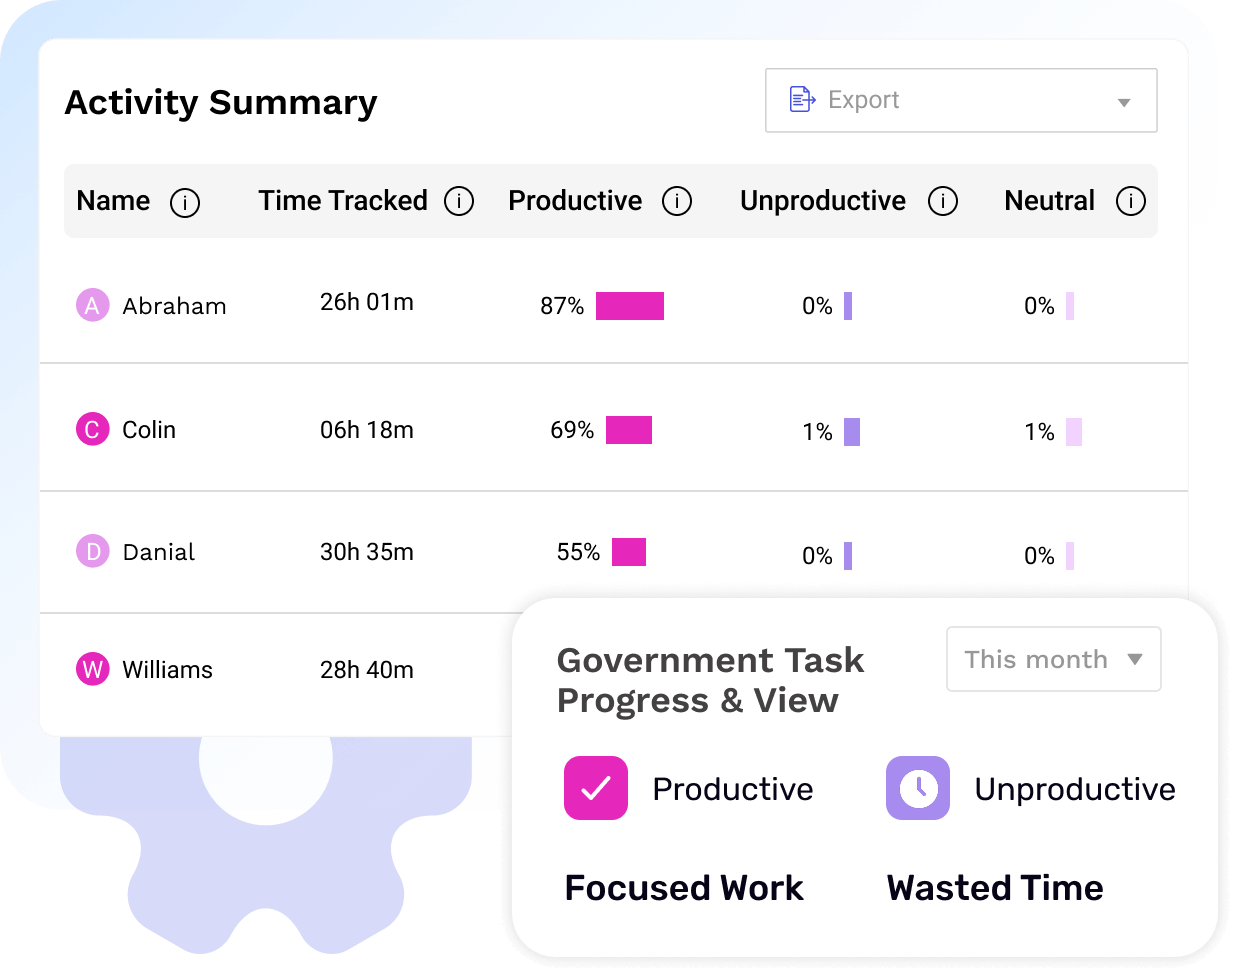 Activity Summary
Export
Name Time Tracked Productive Unproductive Neutral
A Abraham 26h 01m 87% 0% 0%
C Colin 06h 18m 69% 1% 1%
D Danial 30h 35m 55% 0% 0%
W Williams 28h 40m
Government Task
Progress & View
This month
Productive Unproductive
Focused Work Wasted Time